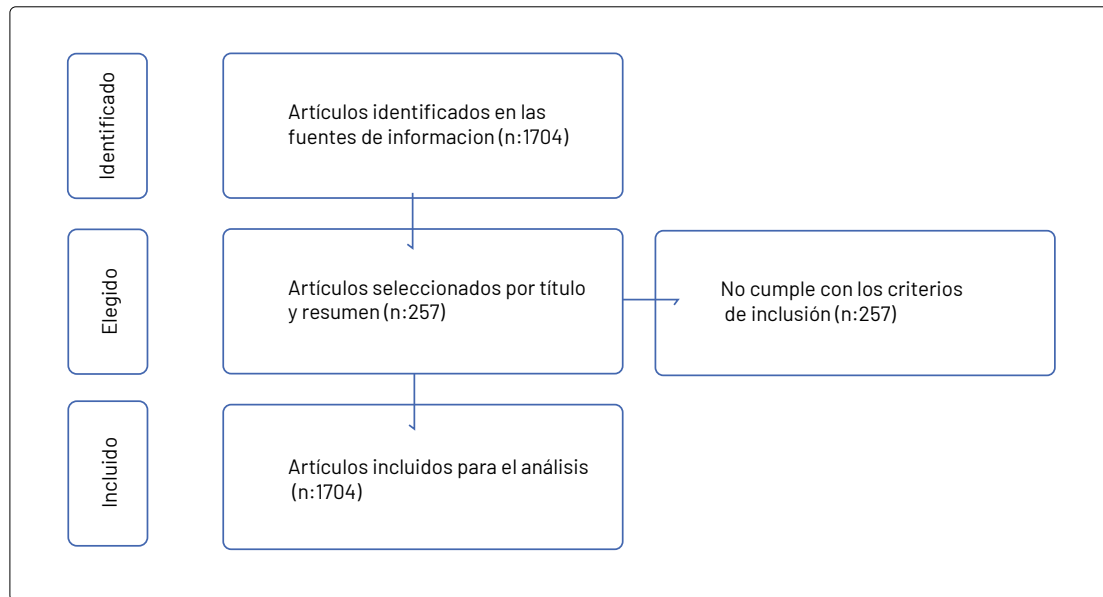 Identificado
Artículos identificados en las
fuentes de informacion (n:1704)
Elegido
Artículos seleccionados por título
y resumen (n:257)
No cumple con los criterios
de inclusión (n:257)
Incluido
Artículos incluidos para el análisis
(n:1704)